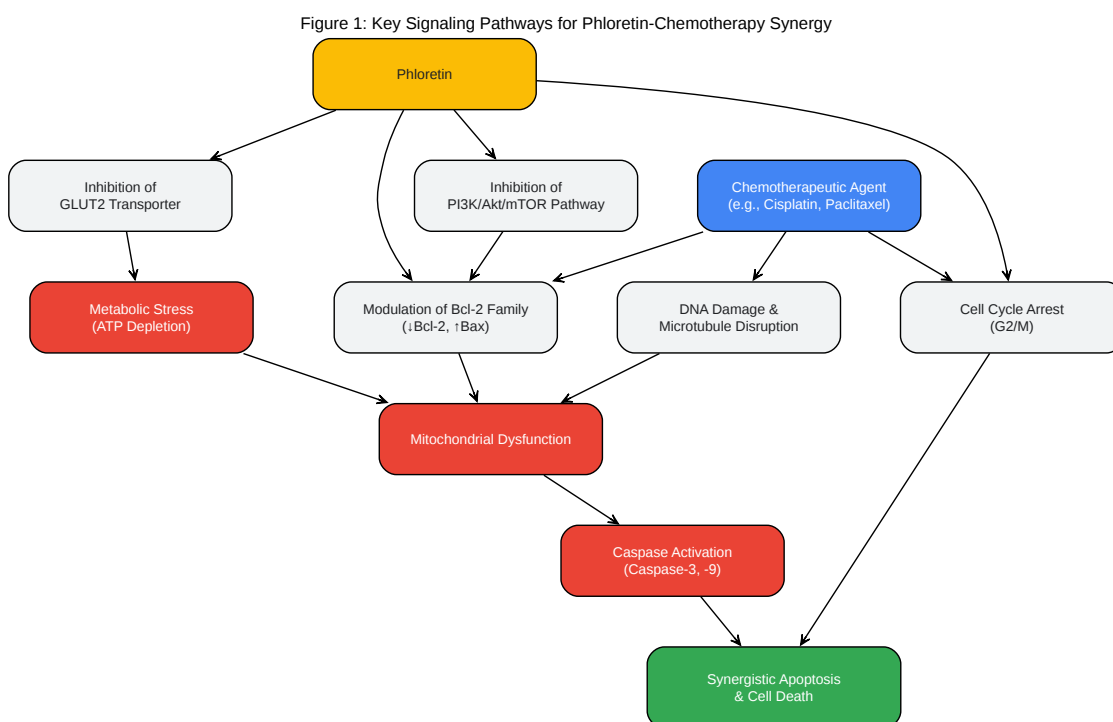 Figure 1: Key Signaling Pathways for Phloretin-Chemotherapy Synergy
Phloretin
Inhibition of
GLUT2 Transporter
Inhibition of
PI3K/Akt/mTOR Pathway
Chemotherapeutic Agent
(e.g., Cisplatin, Paclitaxel)
Metabolic Stress
(ATP Depletion)
Modulation of Bcl-2 Family
(↓Bcl-2, ↑Bax)
DNA Damage &
Microtubule Disruption
Cell Cycle Arrest
(G2/M)
Mitochondrial Dysfunction
Caspase Activation
(Caspase-3, -9)
Synergistic Apoptosis
& Cell Death